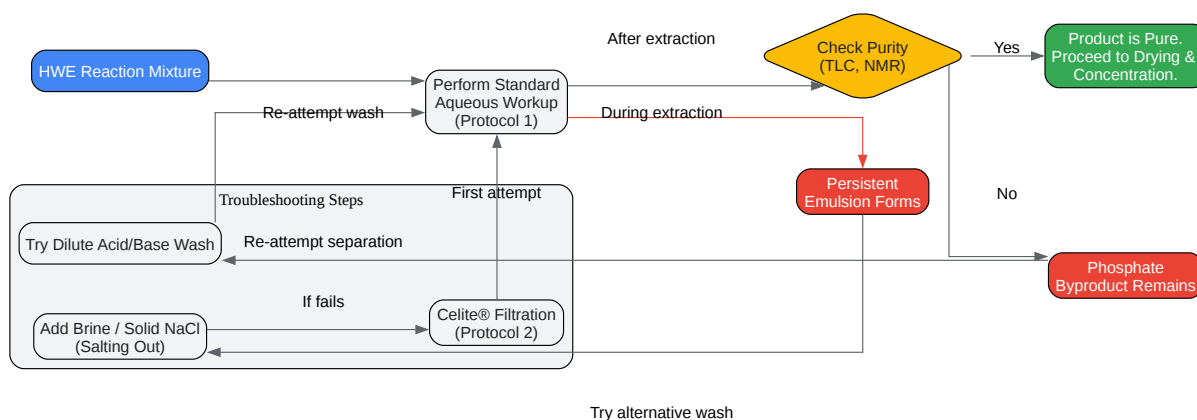 After extraction
Check Purity
(TLC, NMR)
Yes
Product is Pure.
Proceed to Drying &
Concentration.
HWE Reaction Mixture
Perform Standard
Aqueous Workup
(Protocol 1)
Re-attempt wash
During extraction
Persistent
Emulsion Forms
First attempt
No
Troubleshooting Steps
Try Dilute Acid/Base Wash
Re-attempt separation
Phosphate
Byproduct Remains
If fails
Add Brine / Solid NaCl
(Salting Out)
Celite® Filtration
(Protocol 2)
Try alternative wash